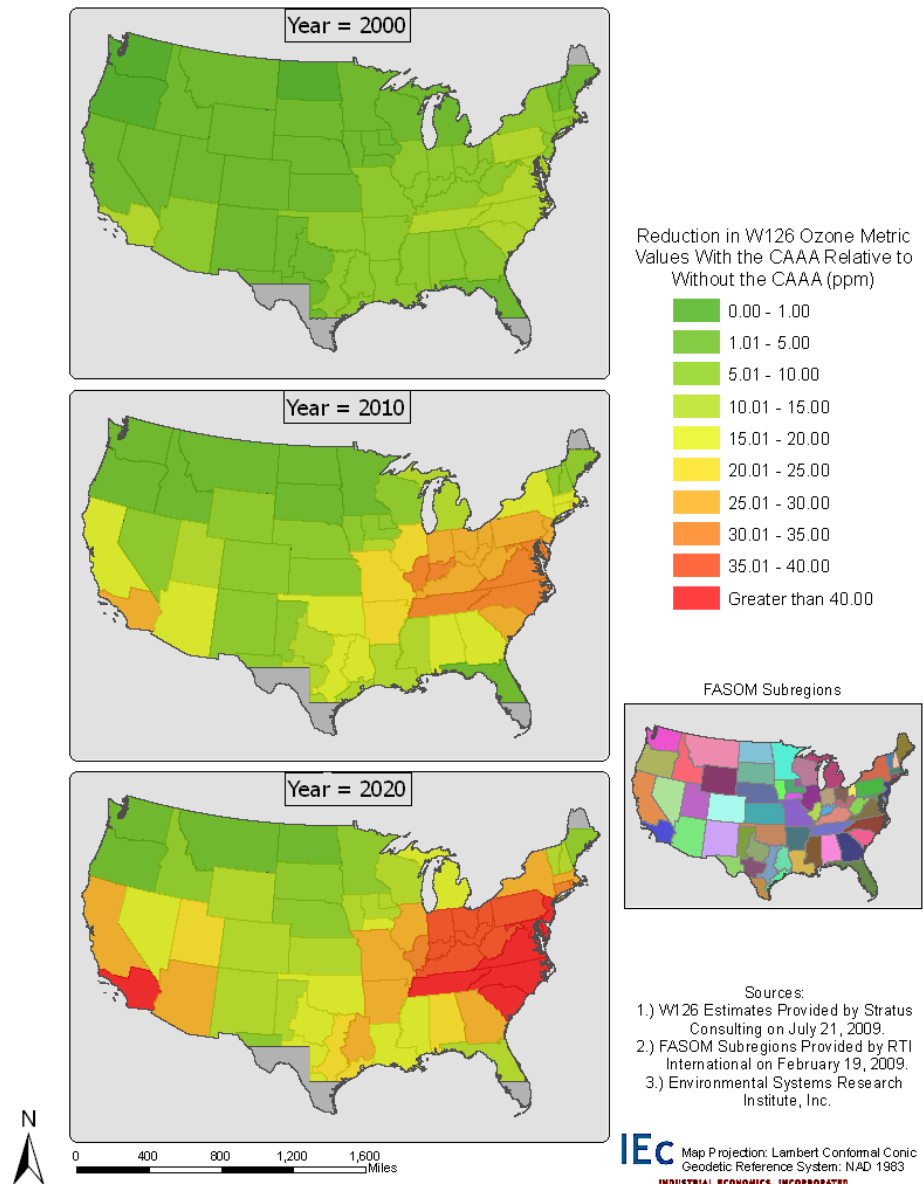 Year = 2000
Year = 2010
Year = 2020
Reduction in W126 Ozone Metric
Values With the CAAA Relative to
Without the CAAA (ppm)
0.00 - 1.00
1.01 - 5.00
5.01 - 10.00
10.01 - 15.00
15.01 - 20.00
20.01 - 25.00
25.01 - 30.00
30.01 - 35.00
35.01 - 40.00
Greater than 40.00
FASOM Subregions
Sources:
1.) W126 Estimates Provided by Stratus
Consulting on July 21, 2009.
2.) FASOM Subregions Provided by RTI
International on February 19, 2009.
3.) Environmental Systems Research
Institute, Inc.
N
0 400 800 1,200 1,600
Miles
IEc
Map Projection: Lambert Conformal Conic
Geodetic Reference System: NAD 1983
INDUSTRIAL ECONOMICS, INCORPORATED